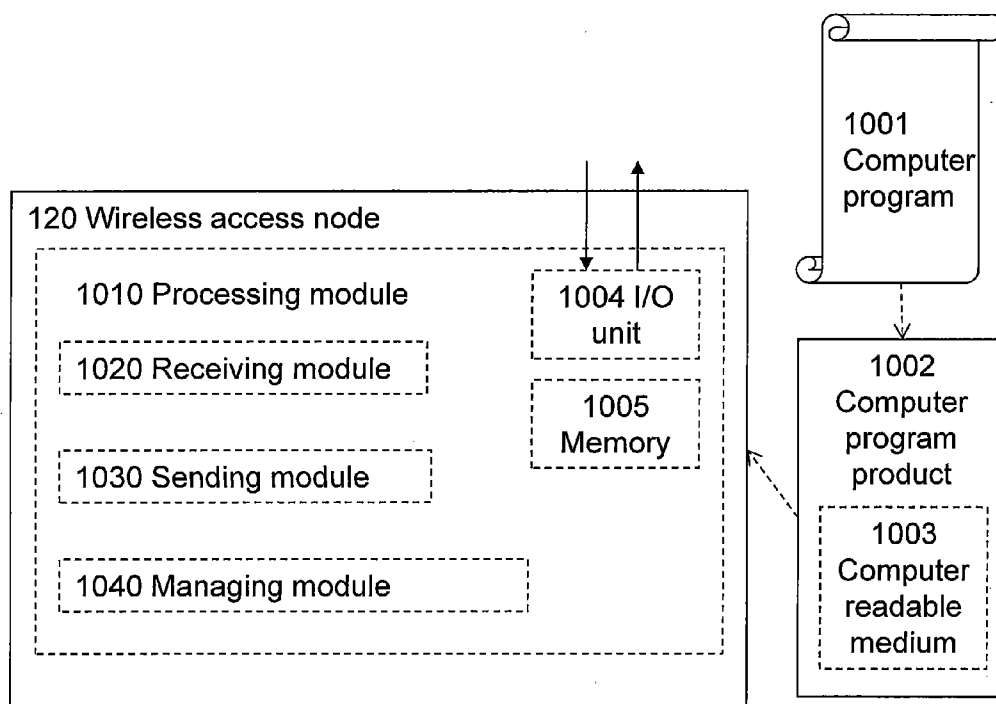 1001
Computer
program
120 Wireless access node
1010 Processing module
1004 I/O
unit
1020 Receiving module
1005
Memory
1030 Sending module
1040 Managing module
1002
Computer
program
product
1003
Computer
readable
medium